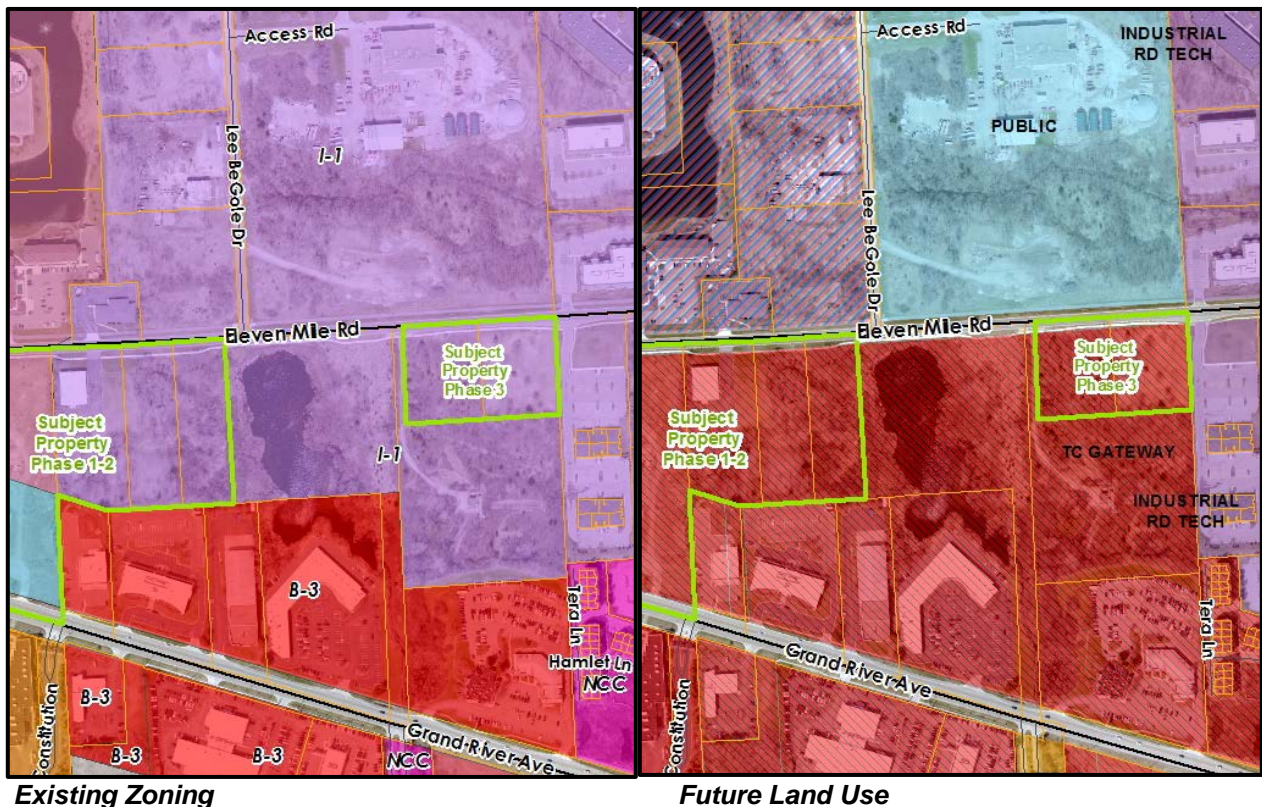 Access Rd
Lee BeGole Dr
I-1
Eleven Mile Rd
Subject
Property
Phase 3
Subject
Property
Phase 1-2
I-1
B-3
Tera Ln
Hamlet Ln
NCC
Constitution
B-3
B-3
B-3
NCC
Grand River Ave
Existing Zoning
Access Rd
INDUSTRIAL
RD TECH
PUBLIC
Lee BeGole Dr
Eleven Mile Rd
Subject
Property
Phase 3
Subject
Property
Phase 1-2
TC GATEWAY
INDUSTRIAL
RD TECH
Tera Ln
Grand River Ave
Constitution
Future Land Use